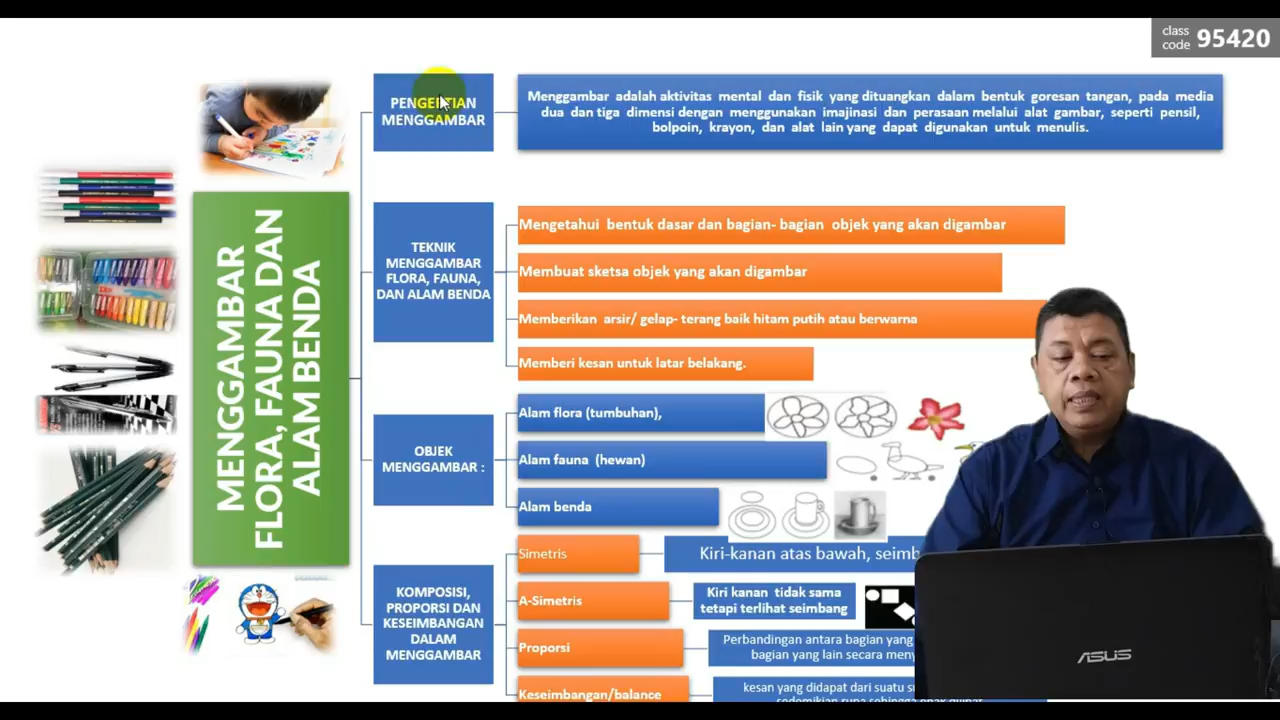 class
code 95420
PENGERTIAN
MENGGAMBAR
Menggambar adalah aktivitas mental dan fisik yang dituangkan dalam bentuk goresan tangan, pada media
dua dan tiga dimensi dengan menggunakan imajinasi dan perasaan melalui alat gambar, seperti pensil,
bolpoin, krayon, dan alat lain yang dapat digunakan untuk menulis.
MENGGAMBAR
FLORA, FAUNA DAN
ALAM BENDA
TEKNIK
MENGGAMBAR
FLORA, FAUNA,
DAN ALAM BENDA
Mengetahui bentuk dasar dan bagian- bagian objek yang akan digambar
Membuat sketsa objek yang akan digambar
Memberikan arsir/ gelap- terang baik hitam putih atau berwarna
Memberi kesan untuk latar belakang.
OBJEK
MENGGAMBAR :
Alam flora (tumbuhan),
Alam fauna (hewan)
Alam benda
KOMPOSISI,
PROPORSI DAN
KESEIMBANGAN
DALAM
MENGGAMBAR
Simetris
Kiri-kanan atas bawah, seimb
A-Simetris
Kiri kanan tidak sama
tetapi terlihat seimbang
Proporsi
Perbandingan antara bagian yang
bagian yang lain secara meny
Keseimbangan/balance
kesan yang didapat dari suatu su
ASUS